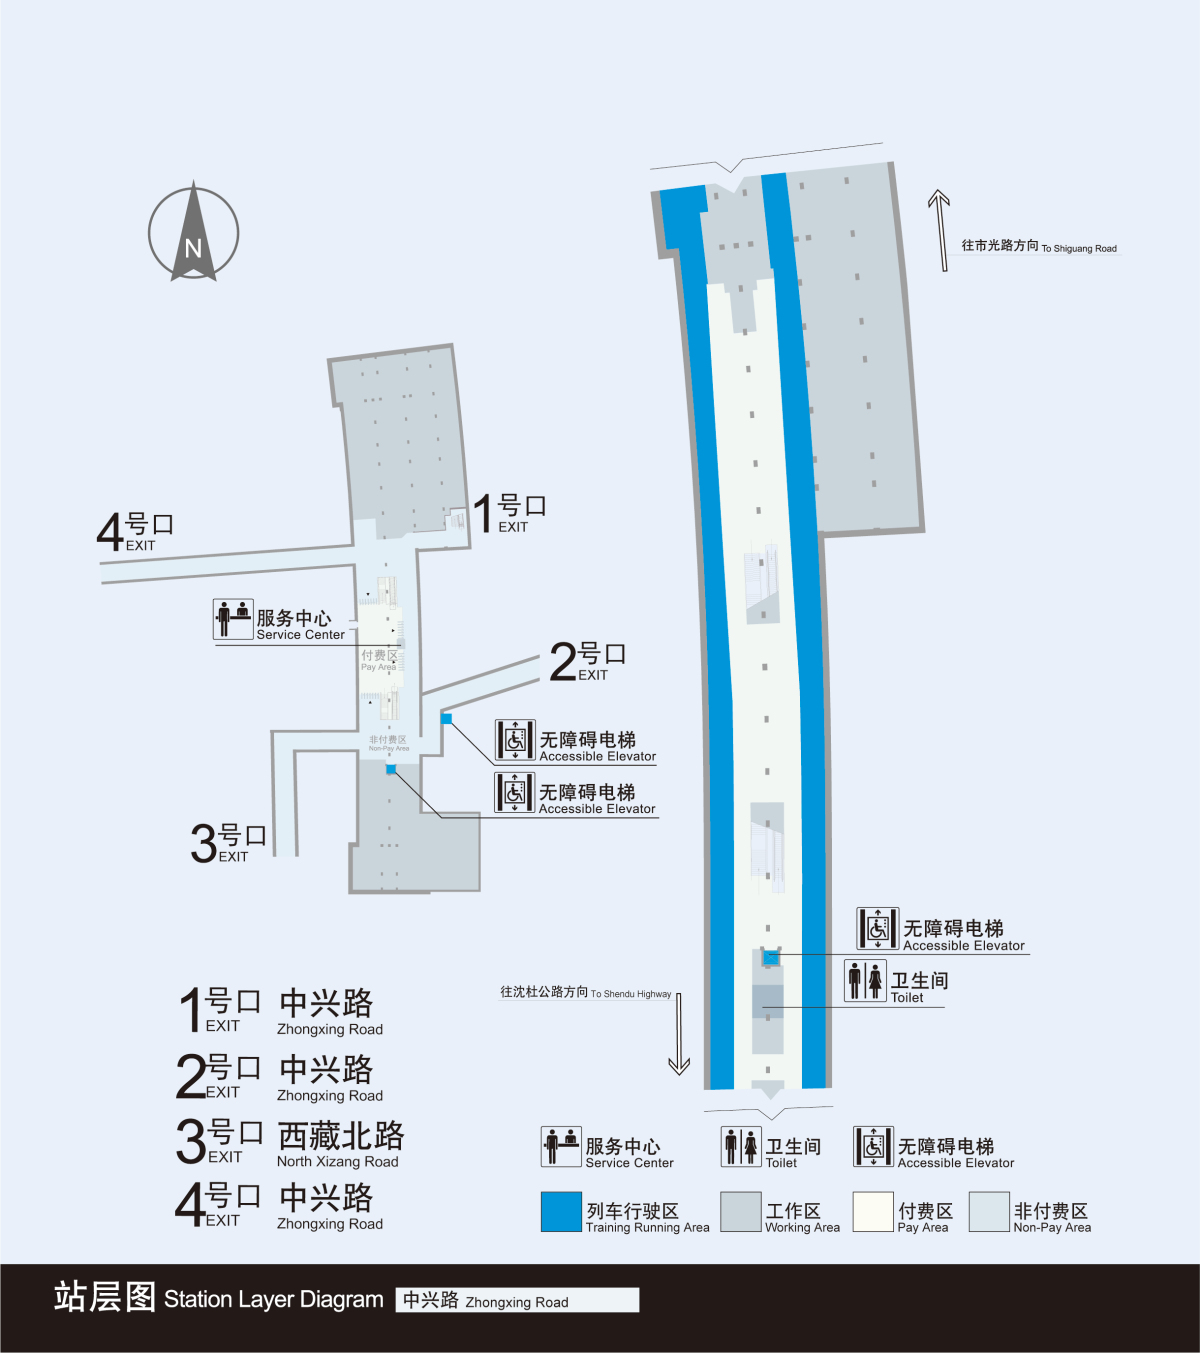 N
往市光路方向 To Shiguang Road
1号口
EXIT
4号口
EXIT
服务中心
Service Center
付费区
Pay Area
2号口
EXIT
非付费区
Non-Pay Area
无障碍电梯
Accessible Elevator
无障碍电梯
Accessible Elevator
3号口
EXIT
无障碍电梯
Accessible Elevator
卫生间
Toilet
往沈杜公路方向 To Shendu Highway
1号口 中兴路
EXIT Zhongxing Road
2号口 中兴路
EXIT Zhongxing Road
3号口 西藏北路
EXIT North Xizang Road
4号口 中兴路
EXIT Zhongxing Road
服务中心
Service Center
卫生间
Toilet
无障碍电梯
Accessible Elevator
列车行驶区
Training Running Area
工作区
Working Area
付费区
Pay Area
非付费区
Non-Pay Area
站层图 Station Layer Diagram 中兴路 Zhongxing Road